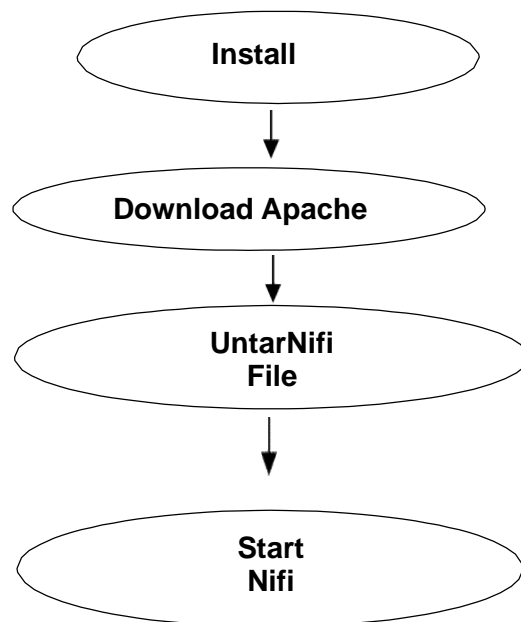 Install
Download Apache
UntarNifi
File
Start
Nifi